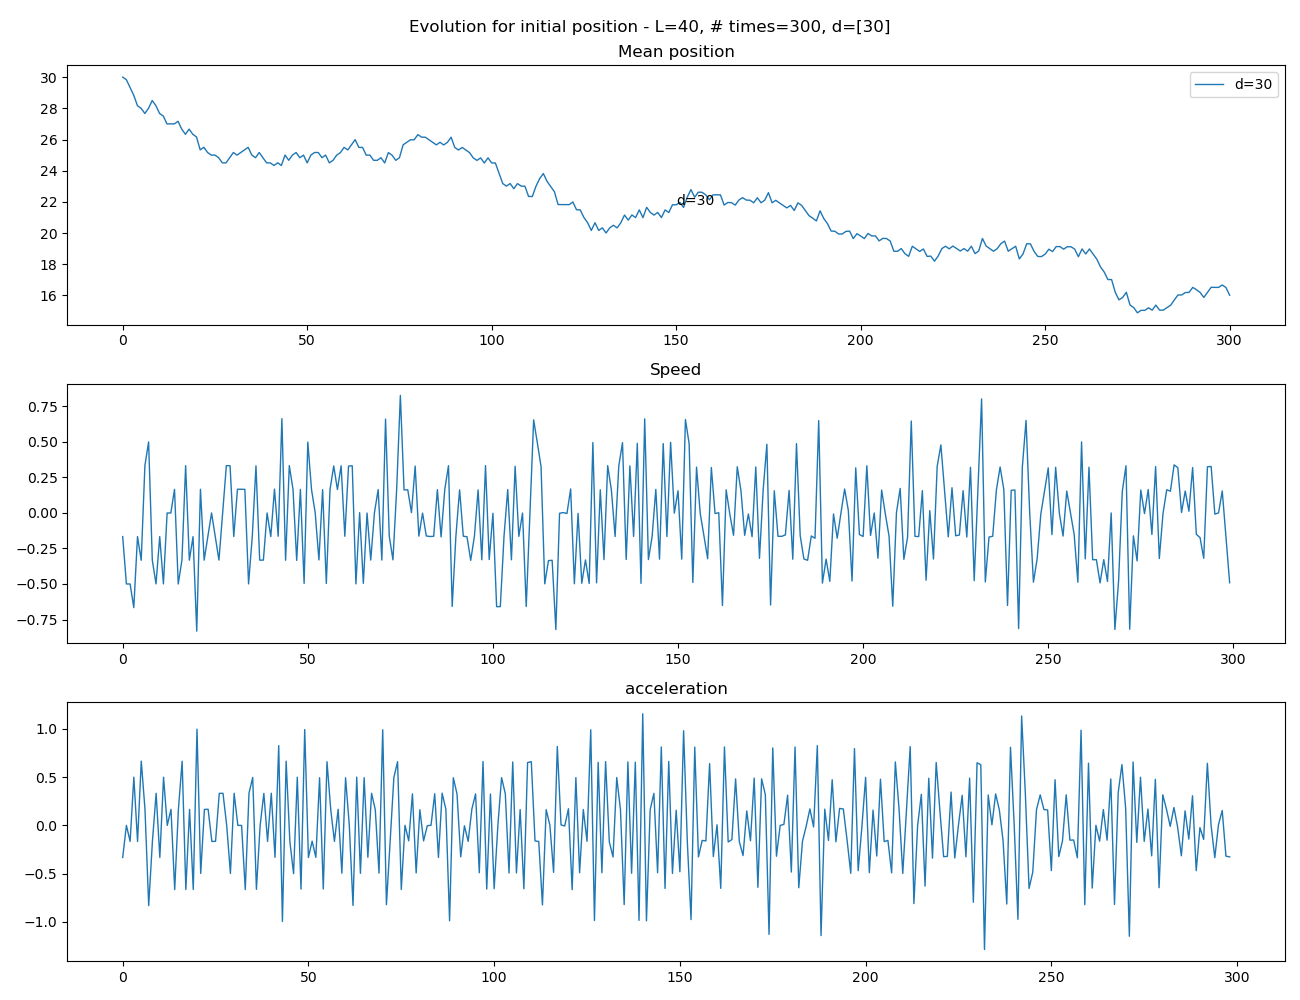 Evolution for initial position - L=40, # times=300, d=[30]
Mean position
30
28
26
24
22
20
18
16
d=30
d=30
0 50 100 150 200 250 300
Speed
0.75
0.50
0.25
0.00
−0.25
−0.50
−0.75
0 50 100 150 200 250 300
acceleration
1.0
0.5
0.0
−0.5
−1.0
0 50 100 150 200 250 300